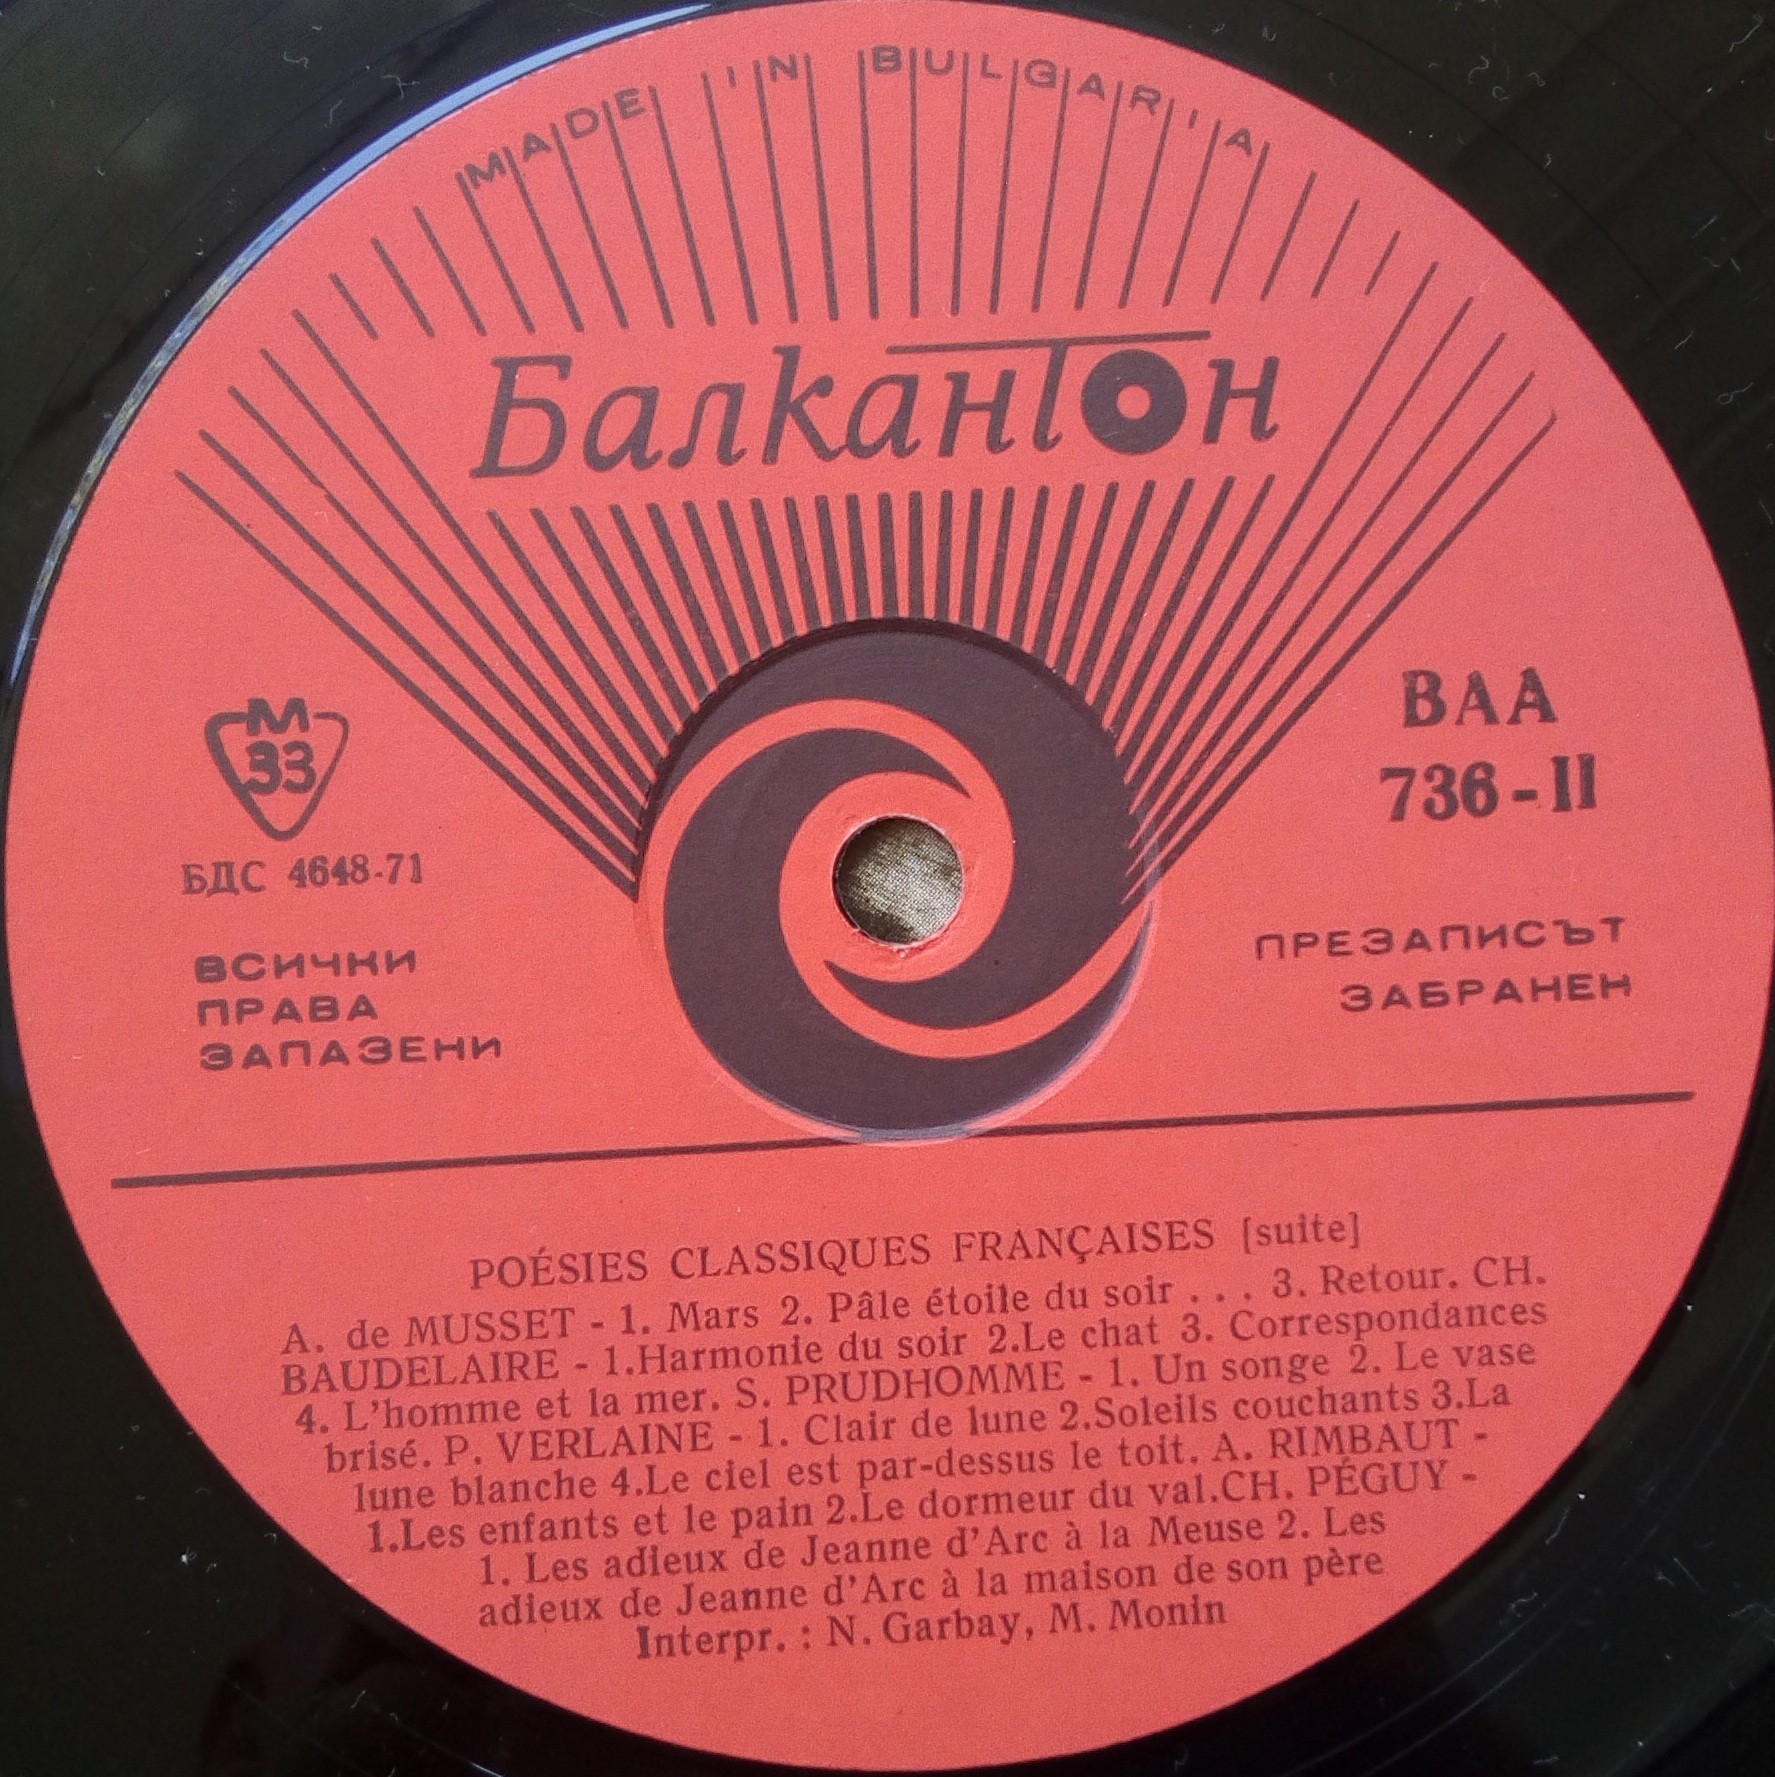 MADE IN BULGARIA
Балкантон
М
33
БДС 4648-71
ВАА
736-II
ВСИЧКИ
ПРАВА
ЗАПАЗЕНИ
ПРЕЗАПИСЪТ
ЗАБРАНЕН
POÉSIES CLASSIQUES FRANÇAISES [suite]
A. de MUSSET - 1. Mars 2. Pâle étoile du soir . . . 3. Retour. CH.
BAUDELAIRE - 1.Harmonie du soir 2.Le chat 3. Correspondances
4. L'homme et la mer. S. PRUDHOMME - 1. Un songe 2. Le vase
brisé. P. VERLAINE - 1. Clair de lune 2.Soleils couchants 3.La
lune blanche 4.Le ciel est par-dessus le toit. A. RIMBAUT -
1.Les enfants et le pain 2.Le dormeur du val.CH. PÉGUY -
1. Les adieux de Jeanne d'Arc à la Meuse 2. Les
adieux de Jeanne d'Arc à la maison de son père
Interpr. : N. Garbay, M. Monin